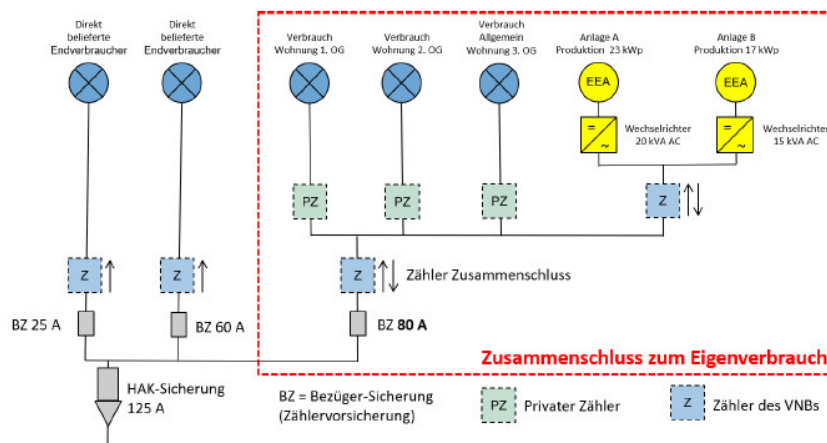 Direkt
belieferte
Endverbraucher
Direkt
belieferte
Endverbraucher
Verbrauch
Wohnung 1. OG
Verbrauch
Wohnung 2. OG
Verbrauch
Allgemein
Wohnung 3. OG
Anlage A
Produktion 23 kWp
Anlage B
Produktion 17 kWp
EEA
EEA
=
~
Wechselrichter
20 kVA AC
=
~
Wechselrichter
15 kVA AC
PZ
PZ
PZ
Z
Z
Z
Z
Zähler Zusammenschluss
BZ 25 A
BZ 60 A
BZ 80 A
Zusammenschluss zum Eigenverbrauch
HAK-Sicherung
125 A
BZ = Bezüger-Sicherung
(Zählervorsicherung)
PZ
Privater Zähler
Z
Zähler des VNBs